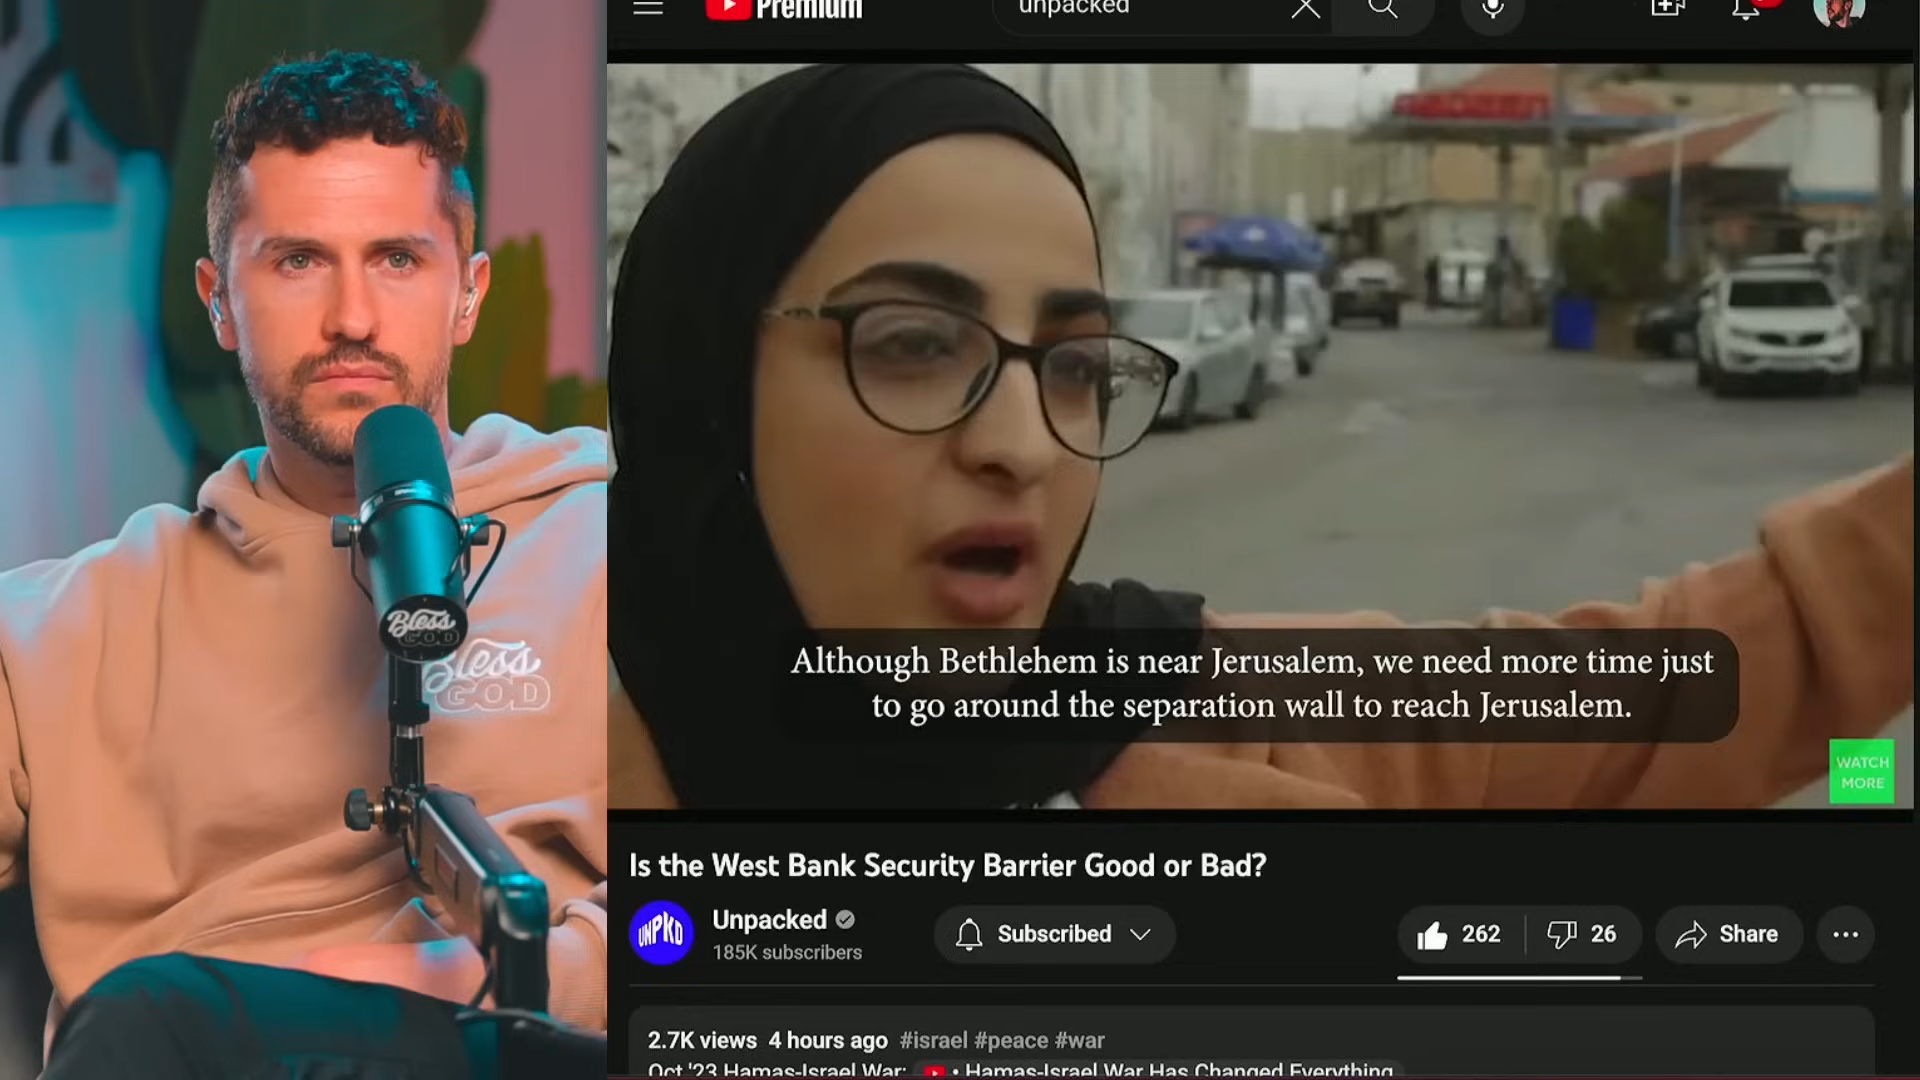 Premium
unpacked
Bless
GOD
Bless
GOD
Although Bethlehem is near Jerusalem, we need more time just
to go around the separation wall to reach Jerusalem.
WATCH
MORE
Is the West Bank Security Barrier Good or Bad?
UNPKD
Unpacked
185K subscribers
Subscribed
262
26
Share
2.7K views 4 hours ago #israel #peace #war
Oct '23 Hamas-Israel War: • Hamas-Israel War Has Changed Everything